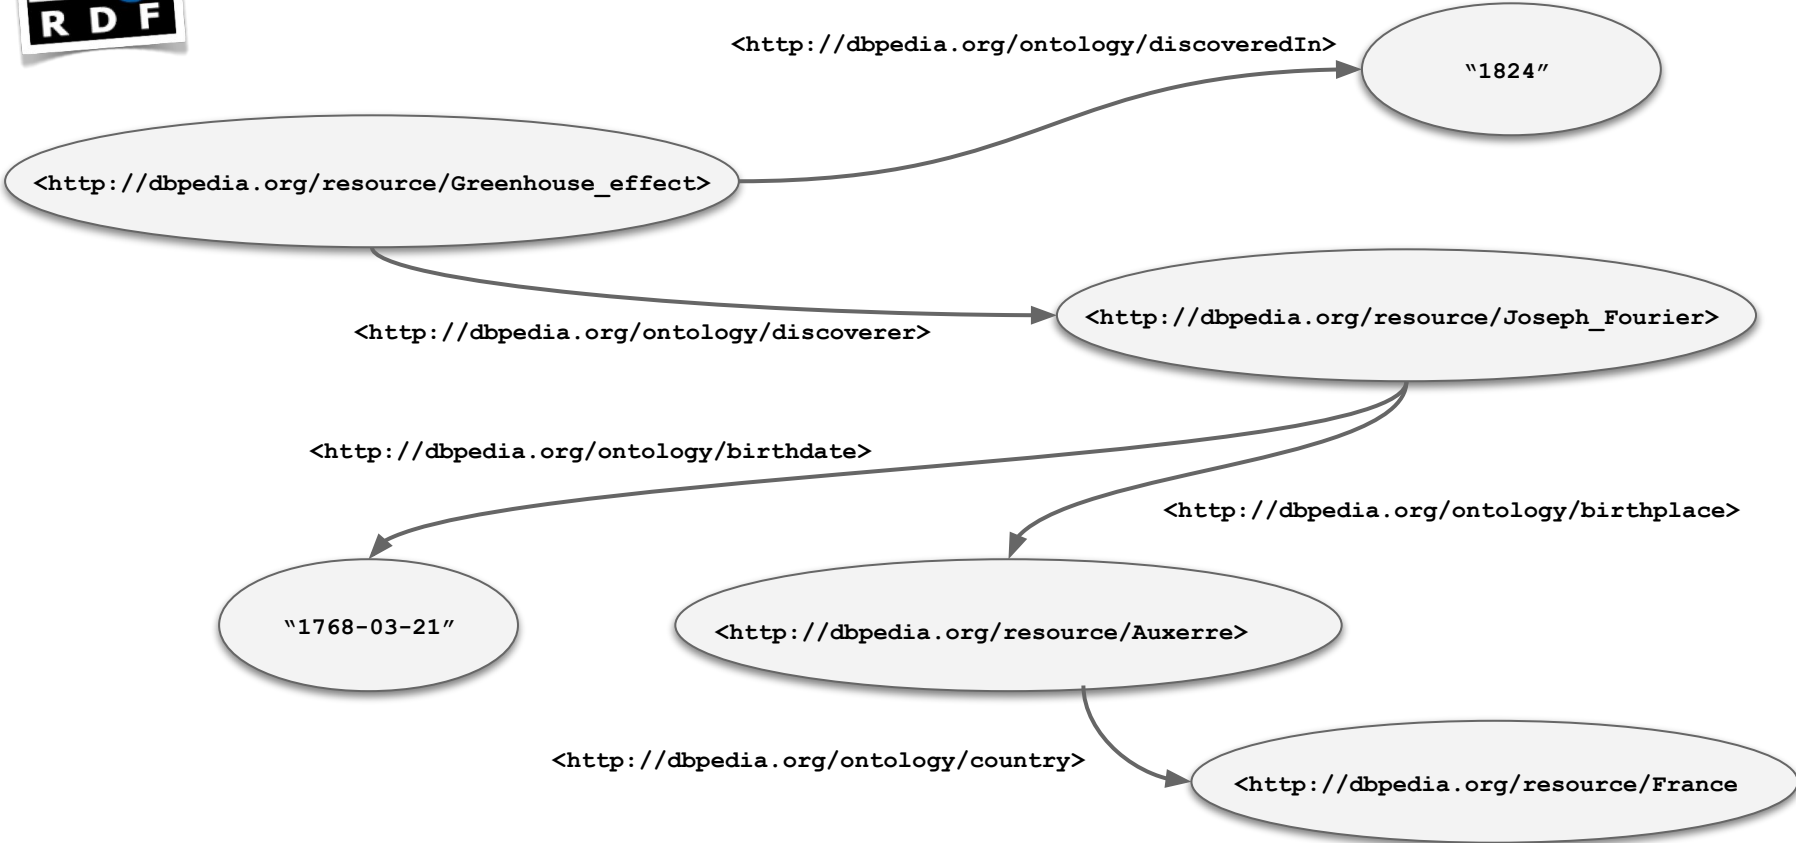 RDF
<http://dbpedia.org/ontology/discoveredIn>
“1824”
<http://dbpedia.org/resource/Greenhouse_effect>
<http://dbpedia.org/resource/Joseph_Fourier>
<http://dbpedia.org/ontology/discoverer>
<http://dbpedia.org/ontology/birthdate>
<http://dbpedia.org/ontology/birthplace>
“1768-03-21”
<http://dbpedia.org/resource/Auxerre>
<http://dbpedia.org/ontology/country>
<http://dbpedia.org/resource/France